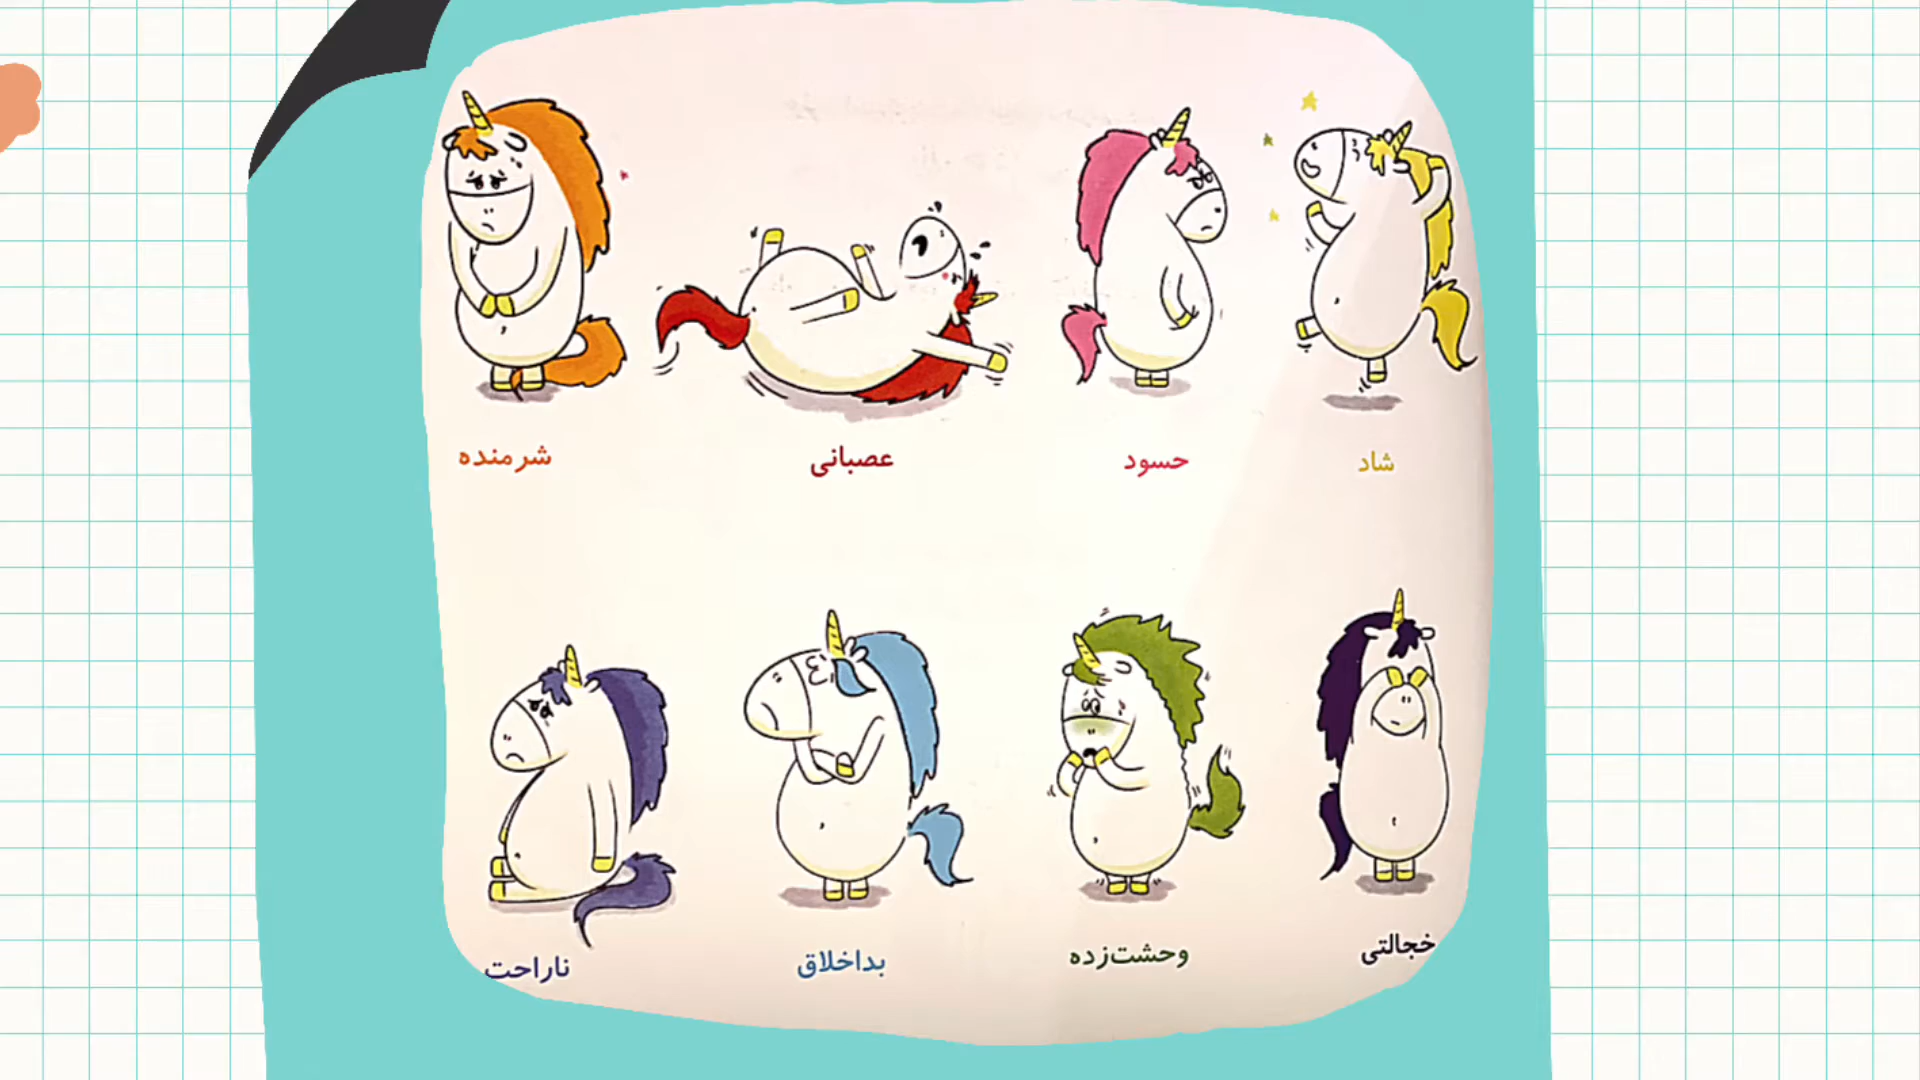 شاد
حسود
عصبانی
شرمنده
خجالتی
وحشت‌زده
بداخلاق
ناراحت